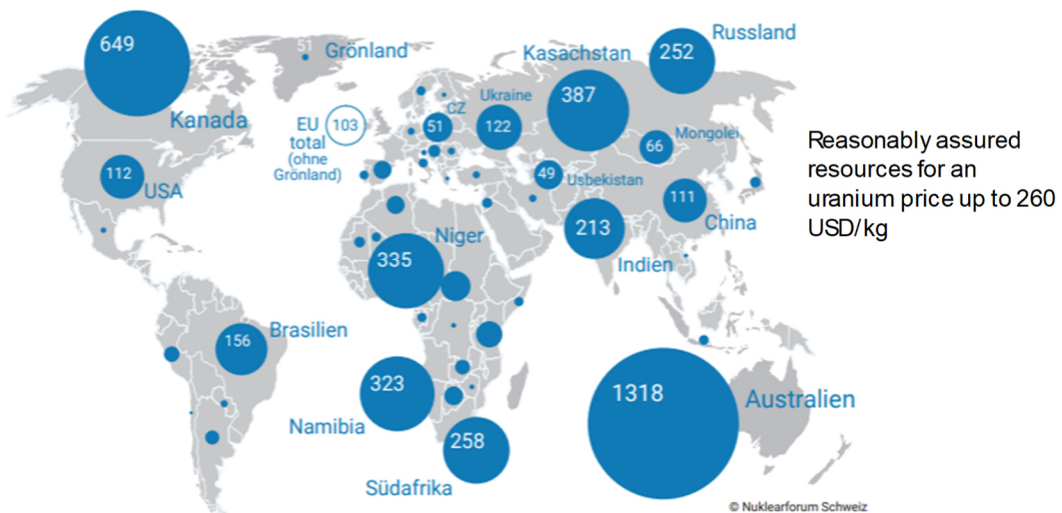 649
Kanada
51
Grönland
Kasachstan
387
252
Russland
EU
total
(ohne
Grönland)
103
CZ
51
Ukraine
122
66
Mongolei
112
USA
49
Usbekistan
111
China
213
Indien
Niger
335
156
Brasilien
323
Namibia
258
Südafrika
1318
Australien
Reasonably assured
resources for an
uranium price up to 260
USD/kg
© Nuklearforum Schweiz